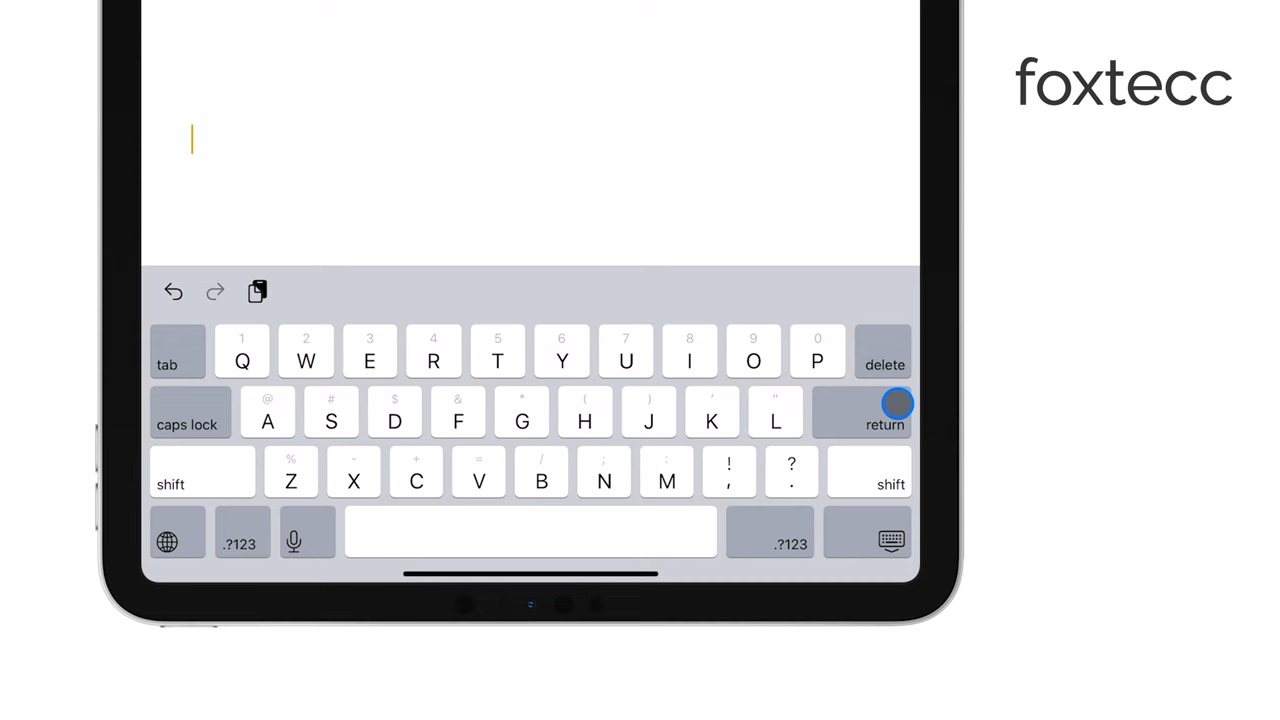 foxtecc
1 2 3 4 5 6 7 8 9 0
tab Q W E R T Y U I O P delete
@ # $ & * ( ) ' "
caps lock A S D F G H J K L return
% - + = / ; : ! ?
shift Z X C V B N M , . shift
.?123 .?123